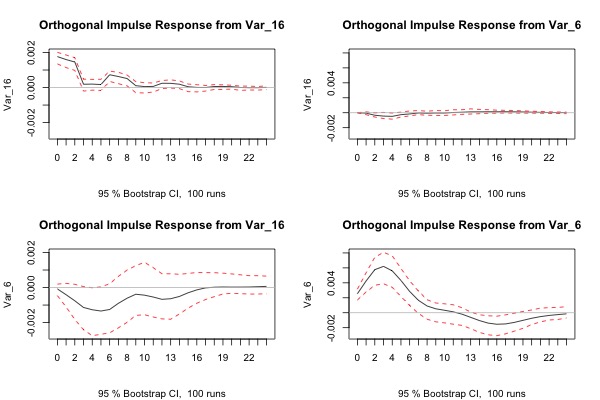 Orthogonal Impulse Response from Var_16
Var_16
0.002
0.000
-0.002
0 2 4 6 8 10 13 16 19 22
95 % Bootstrap CI,  100 runs
Orthogonal Impulse Response from Var_6
Var_16
0.004
-0.002
0 2 4 6 8 10 13 16 19 22
95 % Bootstrap CI,  100 runs
Orthogonal Impulse Response from Var_16
Var_6
0.002
0.000
-0.002
0 2 4 6 8 10 13 16 19 22
95 % Bootstrap CI,  100 runs
Orthogonal Impulse Response from Var_6
Var_6
0.004
-0.002
0 2 4 6 8 10 13 16 19 22
95 % Bootstrap CI,  100 runs